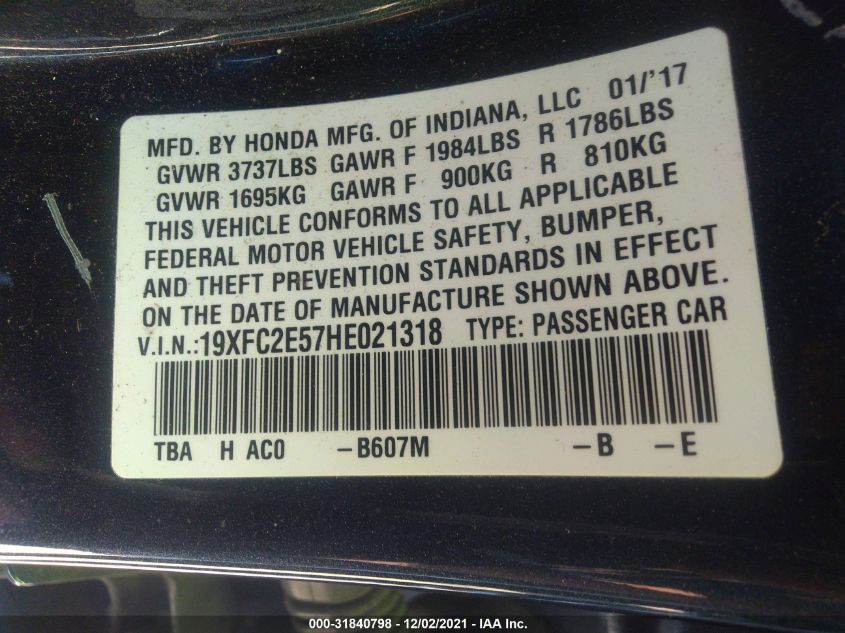 MFD. BY HONDA MFG. OF INDIANA, LLC 01/'17
GVWR 3737LBS GAWR F 1984LBS R 1786LBS
GVWR 1695KG GAWR F 900KG R 810KG
THIS VEHICLE CONFORMS TO ALL APPLICABLE
FEDERAL MOTOR VEHICLE SAFETY, BUMPER,
AND THEFT PREVENTION STANDARDS IN EFFECT
ON THE DATE OF MANUFACTURE SHOWN ABOVE.
V.I.N.:19XFC2E57HE021318 TYPE: PASSENGER CAR
TBA H AC0 –B607M –B –E
000-31840798 - 12/02/2021 - IAA Inc.